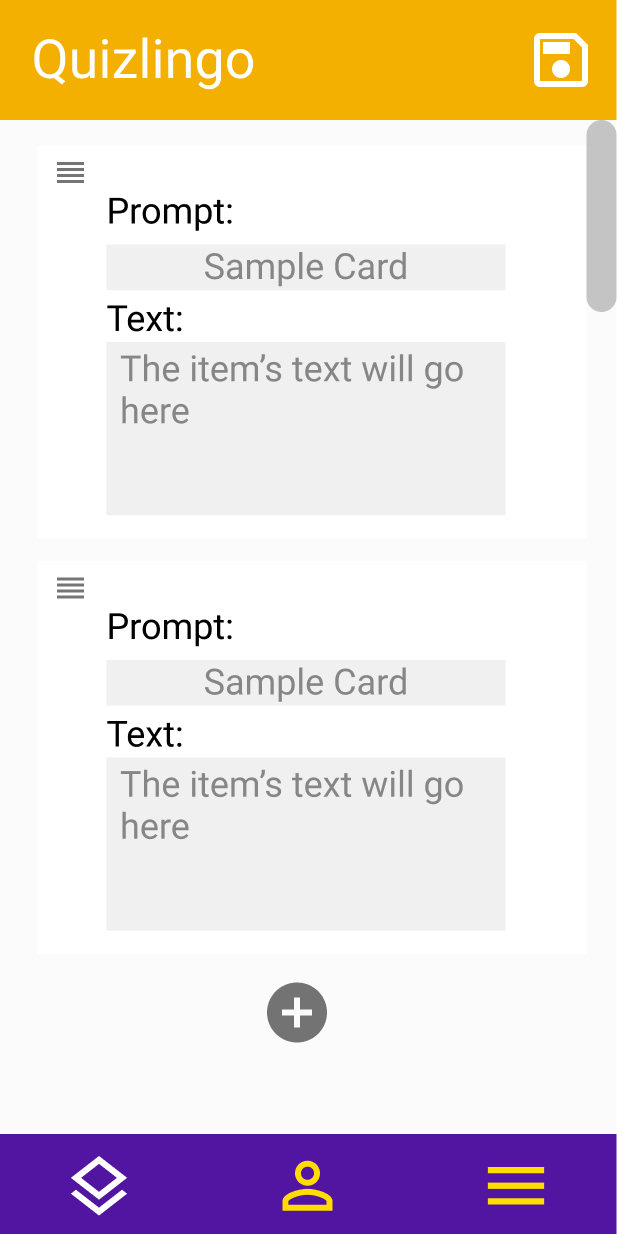 Quizlingo
Prompt:
Sample Card
Text:
The item’s text will go
here
Prompt:
Sample Card
Text:
The item’s text will go
here